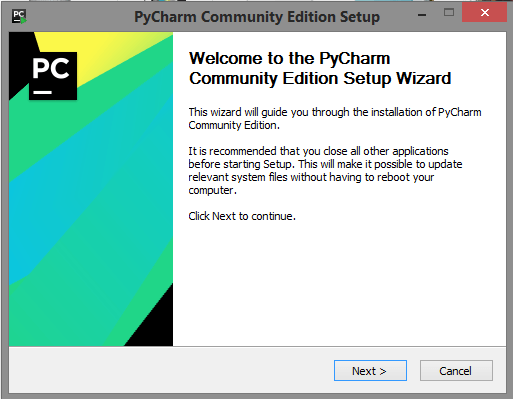 PC PyCharm Community Edition Setup
PC
Welcome to the PyCharm
Community Edition Setup Wizard
This wizard will guide you through the installation of PyCharm
Community Edition.
It is recommended that you close all other applications
before starting Setup. This will make it possible to update
relevant system files without having to reboot your
computer.
Click Next to continue.
Next > Cancel